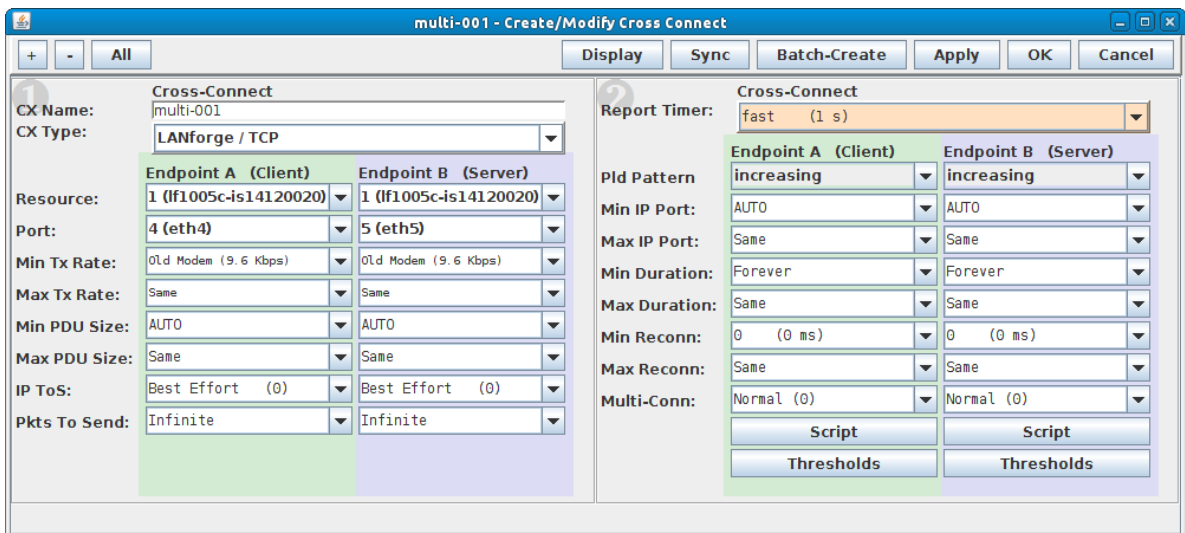 multi-001 - Create/Modify Cross Connect
+ - All Display Sync Batch-Create Apply OK Cancel
1
Cross-Connect
CX Name: multi-001
CX Type: LANforge / TCP
Endpoint A (Client) Endpoint B (Server)
Resource: 1 (lf1005c-is14120020) 1 (lf1005c-is14120020)
Port: 4 (eth4) 5 (eth5)
Min Tx Rate: Old Modem (9.6 Kbps) Old Modem (9.6 Kbps)
Max Tx Rate: Same Same
Min PDU Size: AUTO AUTO
Max PDU Size: Same Same
IP ToS: Best Effort (0) Best Effort (0)
Pkts To Send: Infinite Infinite
2
Cross-Connect
Report Timer: fast (1 s)
Endpoint A (Client) Endpoint B (Server)
Pld Pattern increasing increasing
Min IP Port: AUTO AUTO
Max IP Port: Same Same
Min Duration: Forever Forever
Max Duration: Same Same
Min Reconn: 0 (0 ms) 0 (0 ms)
Max Reconn: Same Same
Multi-Conn: Normal (0) Normal (0)
Script Script
Thresholds Thresholds